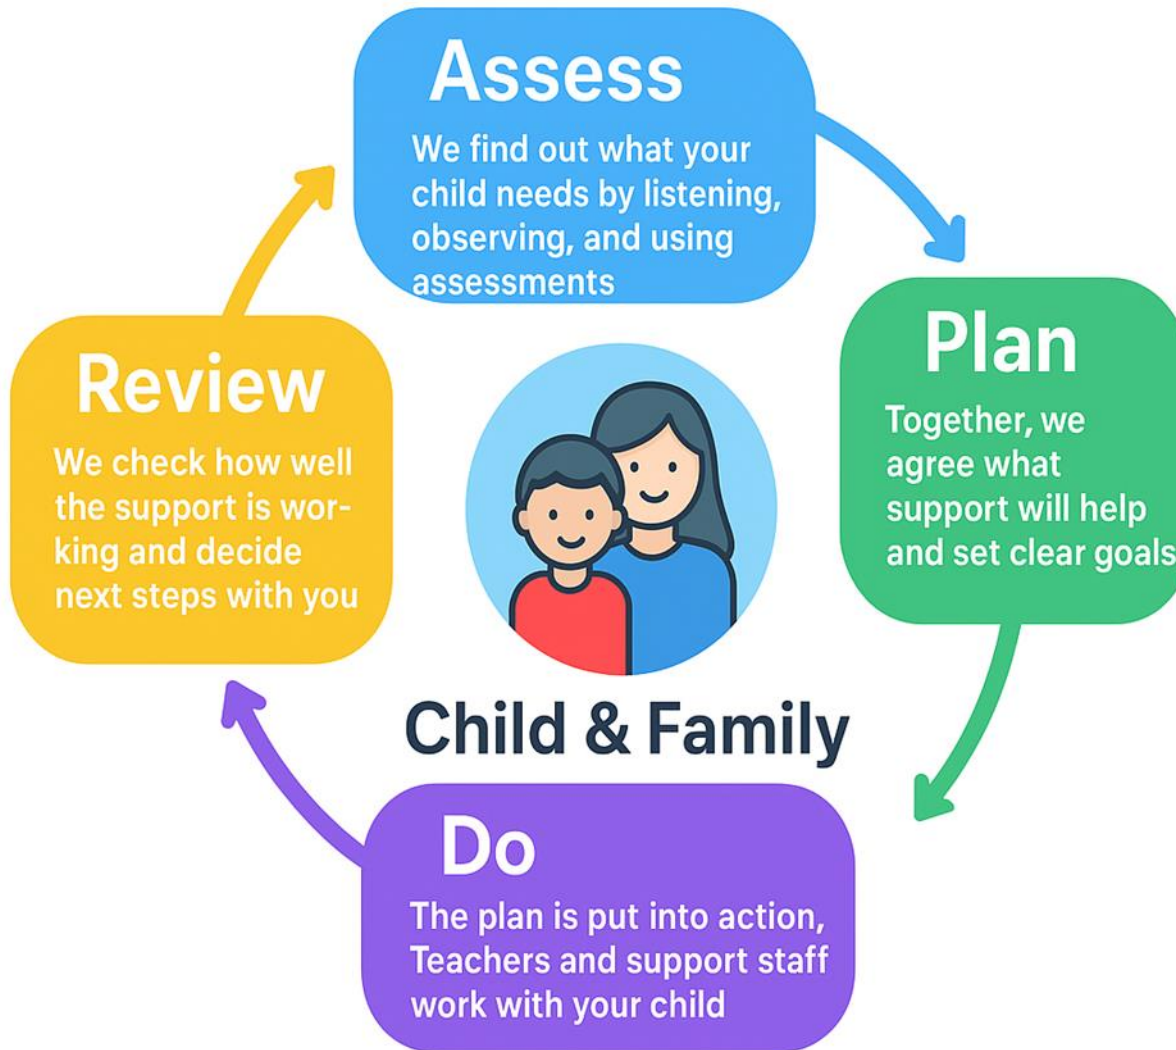 Assess
We find out what your
child needs by listening,
observing, and using
assessments
Plan
Together, we
agree what
support will help
and set clear goals
Do
The plan is put into action,
Teachers and support staff
work with your child
Review
We check how well
the support is wor-
king and decide
next steps with you
Child & Family